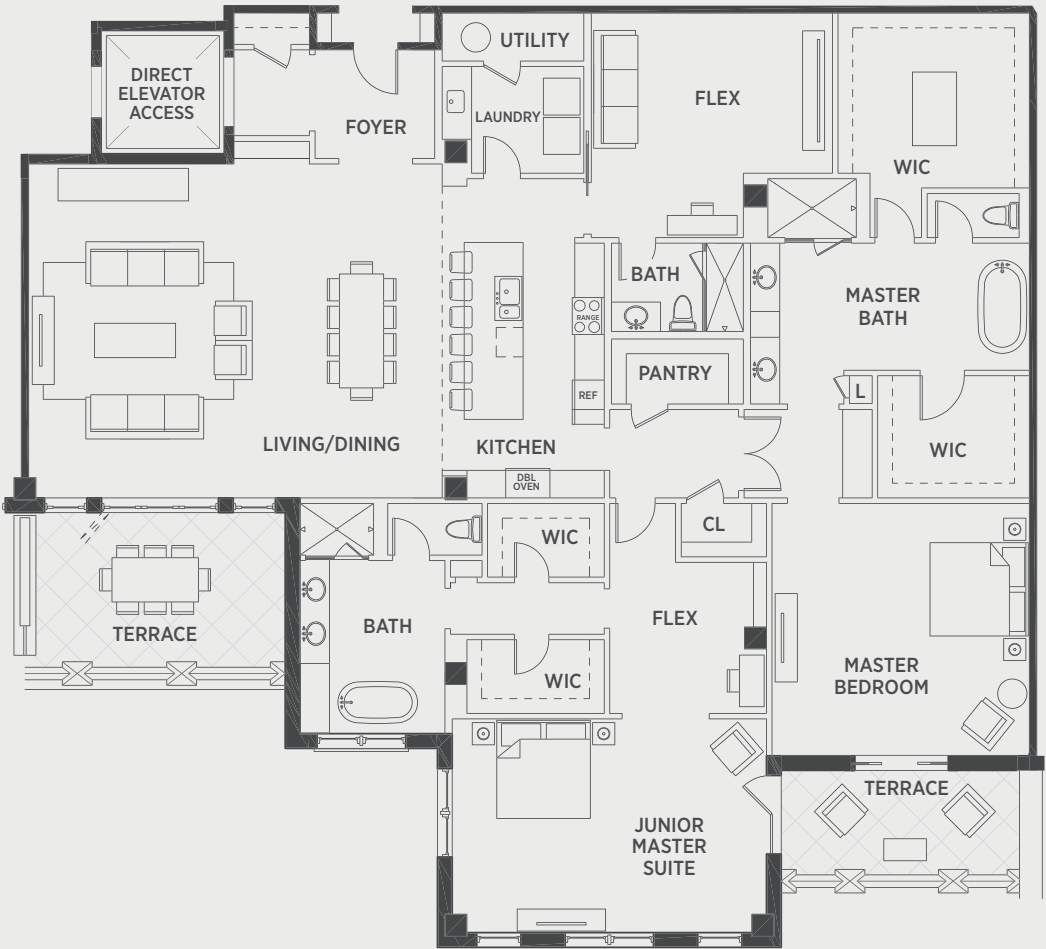 UTILITY
DIRECT
ELEVATOR
ACCESS
FLEX
LAUNDRY
FOYER
WIC
BATH
MASTER
BATH
RANGE
PANTRY
REF
L
LIVING/DINING
KITCHEN
WIC
DBL
OVEN
CL
WIC
TERRACE
BATH
FLEX
WIC
MASTER
BEDROOM
TERRACE
JUNIOR
MASTER
SUITE